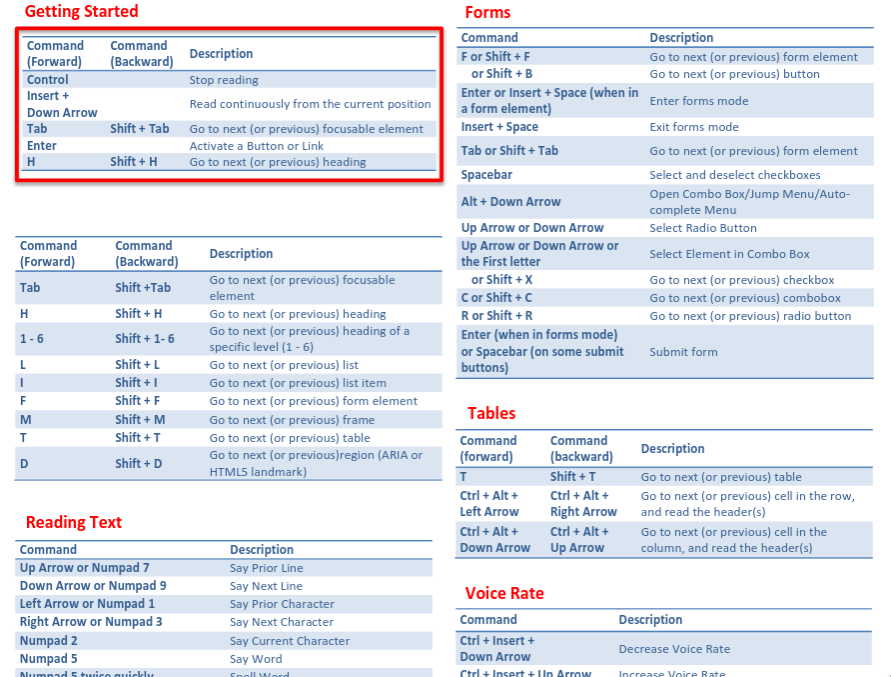 Getting Started
Command Command
(Forward) (Backward) Description
Control Stop reading
Insert +
Down Arrow Read continuously from the current position
Tab Shift + Tab Go to next (or previous) focusable element
Enter Activate a Button or Link
H Shift + H Go to next (or previous) heading
Command Command
(Forward) (Backward) Description
Tab Shift +Tab Go to next (or previous) focusable
element
H Shift + H Go to next (or previous) heading
1 - 6 Shift + 1- 6 Go to next (or previous) heading of a
specific level (1 - 6)
L Shift + L Go to next (or previous) list
I Shift + I Go to next (or previous) list item
F Shift + F Go to next (or previous) form element
M Shift + M Go to next (or previous) frame
T Shift + T Go to next (or previous) table
D Shift + D Go to next (or previous)region (ARIA or
HTML5 landmark)
Reading Text
Command Description
Up Arrow or Numpad 7 Say Prior Line
Down Arrow or Numpad 9 Say Next Line
Left Arrow or Numpad 1 Say Prior Character
Right Arrow or Numpad 3 Say Next Character
Numpad 2 Say Current Character
Numpad 5 Say Word
Numpad 5 twice quickly Spell Word
Forms
Command Description
F or Shift + F Go to next (or previous) form element
or Shift + B Go to next (or previous) button
Enter or Insert + Space (when in
a form element) Enter forms mode
Insert + Space Exit forms mode
Tab or Shift + Tab Go to next (or previous) form element
Spacebar Select and deselect checkboxes
Alt + Down Arrow Open Combo Box/Jump Menu/Auto-
complete Menu
Up Arrow or Down Arrow Select Radio Button
Up Arrow or Down Arrow or
the First letter Select Element in Combo Box
or Shift + X Go to next (or previous) checkbox
C or Shift + C Go to next (or previous) combobox
R or Shift + R Go to next (or previous) radio button
Enter (when in forms mode)
or Spacebar (on some submit
buttons) Submit form
Tables
Command Command
(forward) (backward) Description
T Shift + T Go to next (or previous) table
Ctrl + Alt + Ctrl + Alt + Go to next (or previous) cell in the row,
Left Arrow Right Arrow and read the header(s)
Ctrl + Alt + Ctrl + Alt + Go to next (or previous) cell in the
Down Arrow Up Arrow column, and read the header(s)
Voice Rate
Command Description
Ctrl + Insert +
Down Arrow Decrease Voice Rate
Ctrl + Insert + Up Arrow Increase Voice Rate